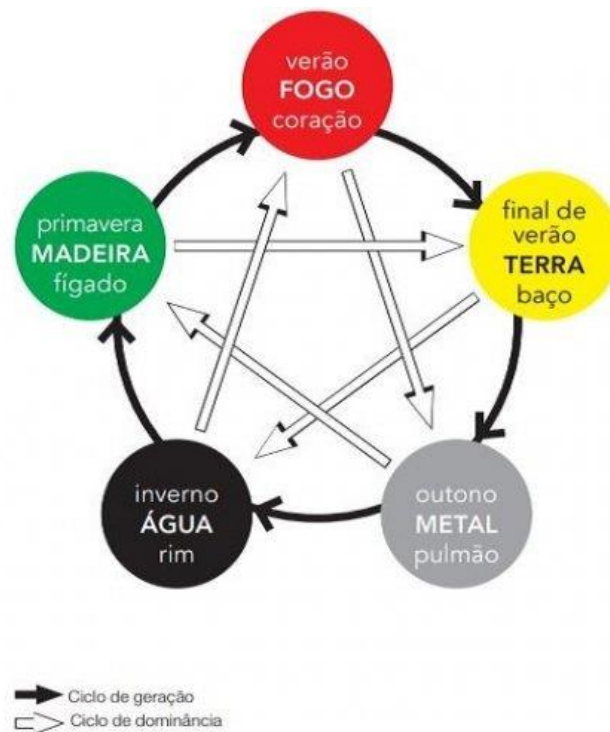 verão
FOGO
coração
primavera
MADEIRA
fígado
final de
verão
TERRA
baço
inverno
ÁGUA
rim
outono
METAL
pulmão
Ciclo de geração
Ciclo de dominância